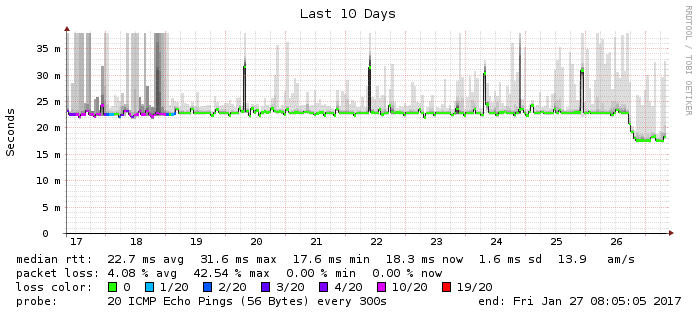 Last 10 Days
RRDTOOL / TOBI OETIKER
Seconds
35 m
30 m
25 m
20 m
15 m
10 m
5 m
0
17 18 19 20 21 22 23 24 25 26
median rtt: 22.7 ms avg 31.6 ms max 17.6 ms min 18.3 ms now 1.6 ms sd 13.9 am/s
packet loss: 4.08 % avg 42.54 % max 0.00 % min 0.00 % now
loss color: 0 1/20 2/20 3/20 4/20 10/20 19/20
probe: 20 ICMP Echo Pings (56 Bytes) every 300s end: Fri Jan 27 08:05:05 2017